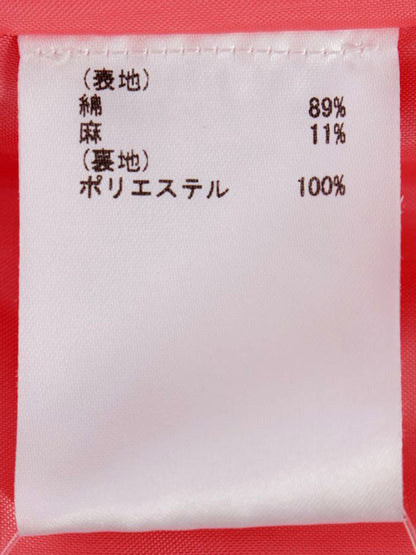 (表地)
綿 89%
麻 11%
(裏地)
ポリエステル 100%